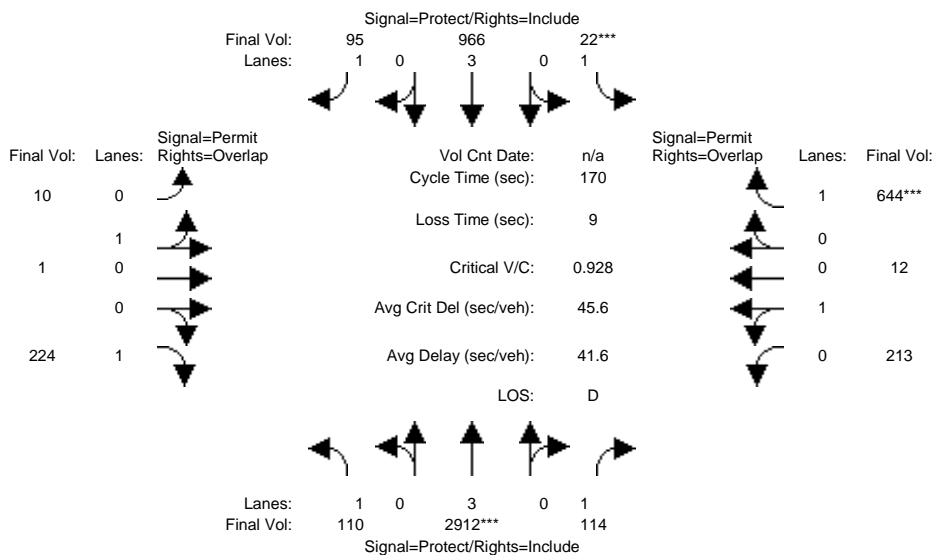 Signal=Protect/Rights=Include
Final Vol: 95 966 22***
Lanes: 1 0 3 0 1
Signal=Permit
Final Vol: Lanes: Rights=Overlap
Vol Cnt Date: n/a
Signal=Permit
Rights=Overlap Lanes: Final Vol:
Cycle Time (sec): 170
10 0
1 644***
Loss Time (sec): 9
1
0
1 0
Critical V/C: 0.928
0 12
0
Avg Crit Del (sec/veh): 45.6
1
224 1
Avg Delay (sec/veh): 41.6
0 213
LOS: D
Lanes: 1 0 3 0 1
Final Vol: 110 2912*** 114
Signal=Protect/Rights=Include